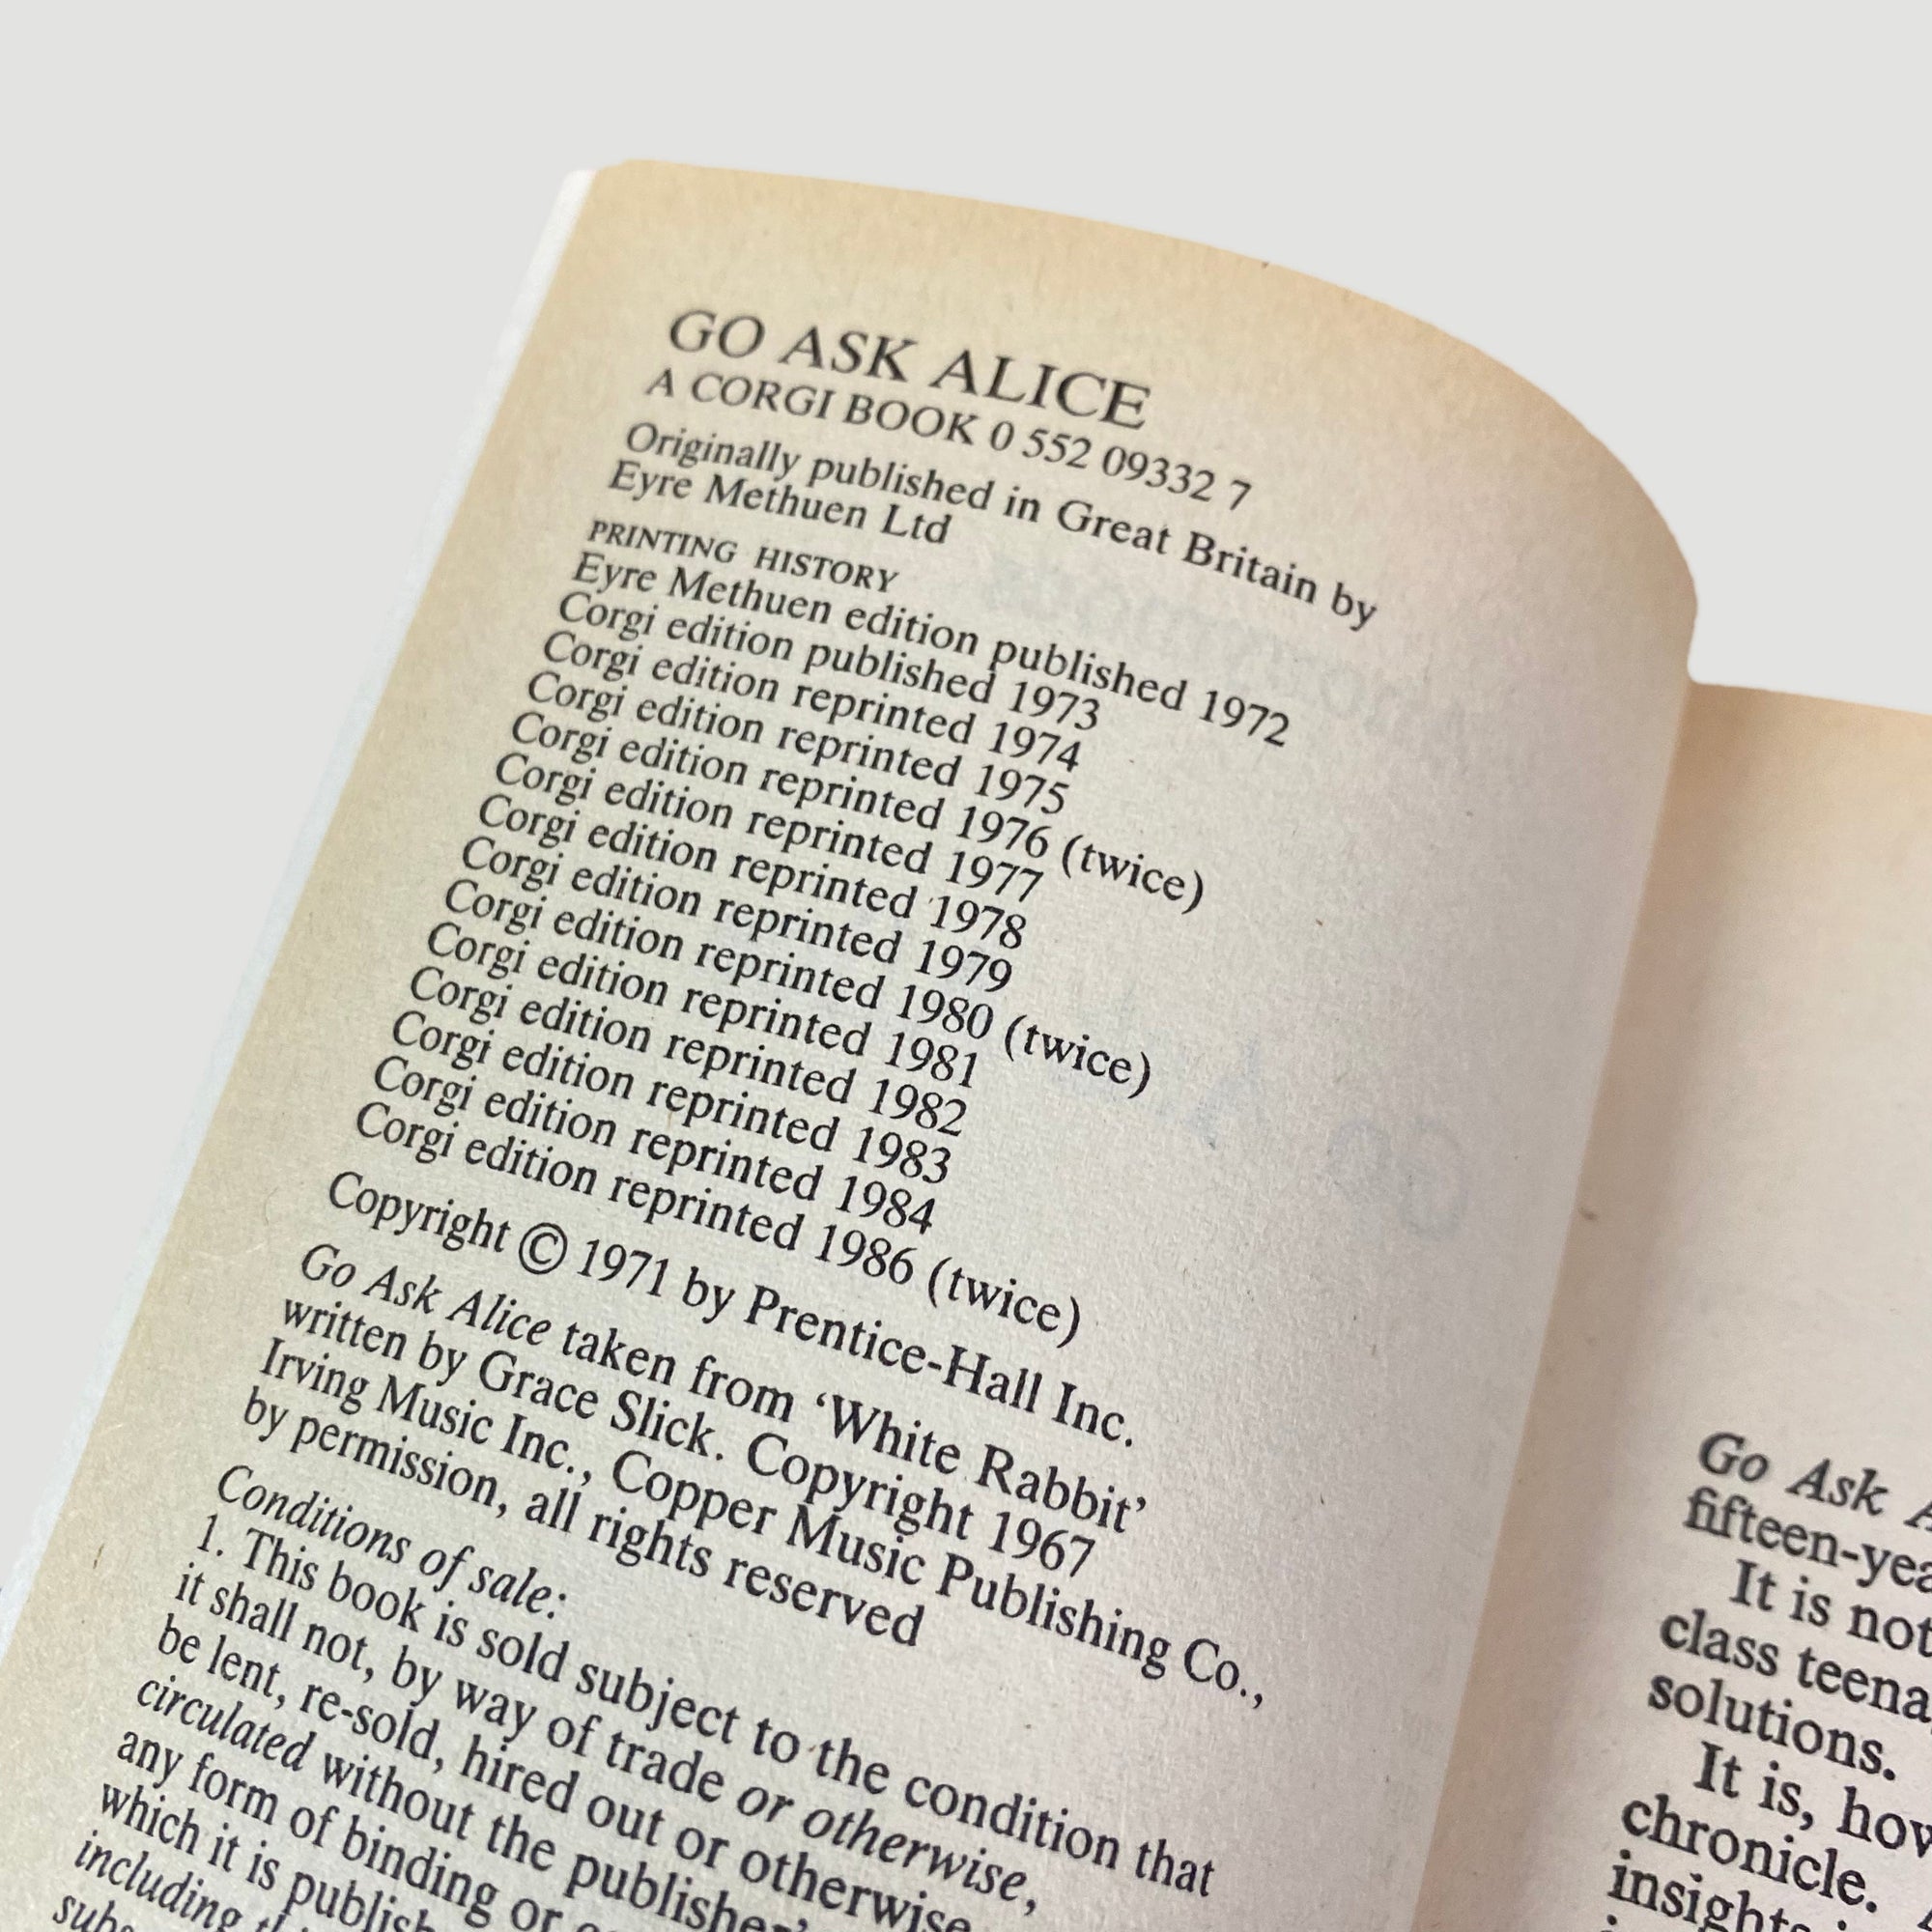 GO ASK ALICE
A CORGI BOOK 0 552 09332 7
Originally published in Great Britain by
Eyre Methuen Ltd
PRINTING HISTORY
Eyre Methuen edition published 1972
Corgi edition published 1973
Corgi edition reprinted 1974
Corgi edition reprinted 1975
Corgi edition reprinted 1976 (twice)
Corgi edition reprinted 1977
Corgi edition reprinted 1978
Corgi edition reprinted 1979
Corgi edition reprinted 1980 (twice)
Corgi edition reprinted 1981
Corgi edition reprinted 1982
Corgi edition reprinted 1983
Corgi edition reprinted 1984
Corgi edition reprinted 1986 (twice)
Copyright © 1971 by Prentice-Hall Inc.
Go Ask Alice taken from ‘White Rabbit’
written by Grace Slick. Copyright 1967
Irving Music Inc., Copper Music Publishing Co.,
by permission, all rights reserved
Conditions of sale:
1. This book is sold subject to the condition that
it shall not, by way of trade or otherwise,
be lent, re-sold, hired out or otherwise
circulated without the publisher'
any form of binding or
which it is publish
including
subs
Go Ask
fifteen-yea
It is not
class teena
solutions.
It is, how
chronicle.
insights